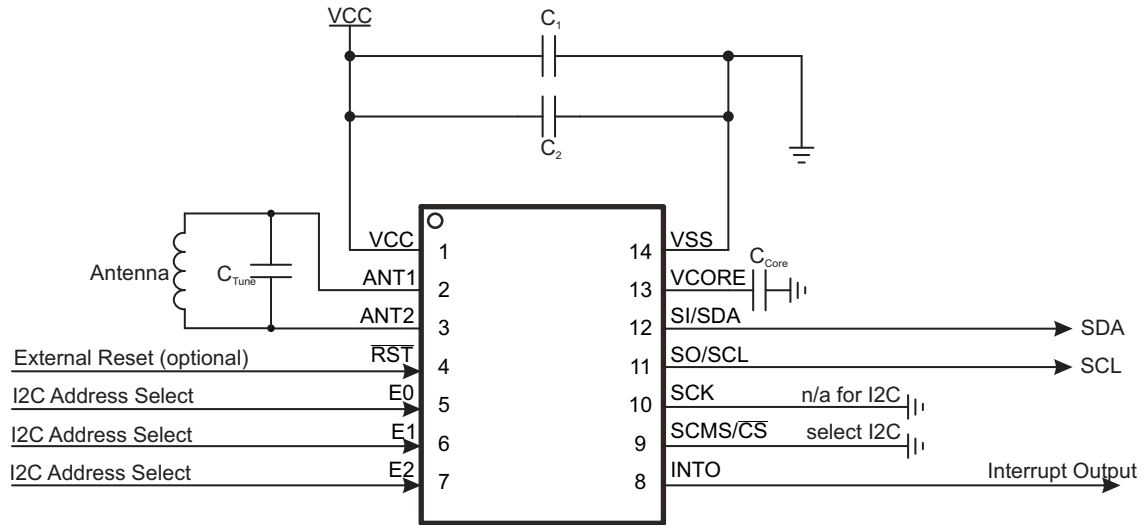 VCC
C1
C2
Antenna
CTune
VCC 1
ANT1 2
ANT2 3
External Reset (optional) R̅S̅T̅ 4
I2C Address Select E0 5
I2C Address Select E1 6
I2C Address Select E2 7
14 VSS
13 VCORE CCore
12 SI/SDA SDA
11 SO/SCL SCL
10 SCK n/a for I2C
9 SCMS/C̅S̅ select I2C
8 INTO Interrupt Output